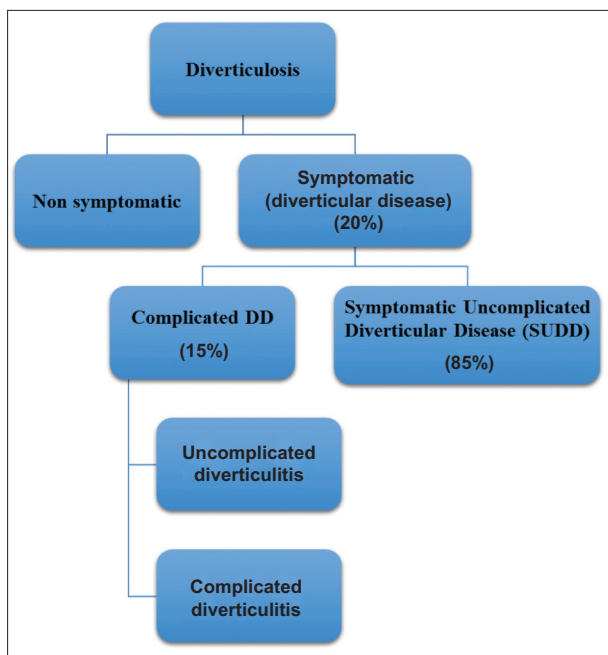 Diverticulosis
Non symptomatic
Symptomatic
(diverticular disease)
(20%)
Complicated DD
(15%)
Symptomatic Uncomplicated
Diverticular Disease (SUDD)
(85%)
Uncomplicated
diverticulitis
Complicated
diverticulitis